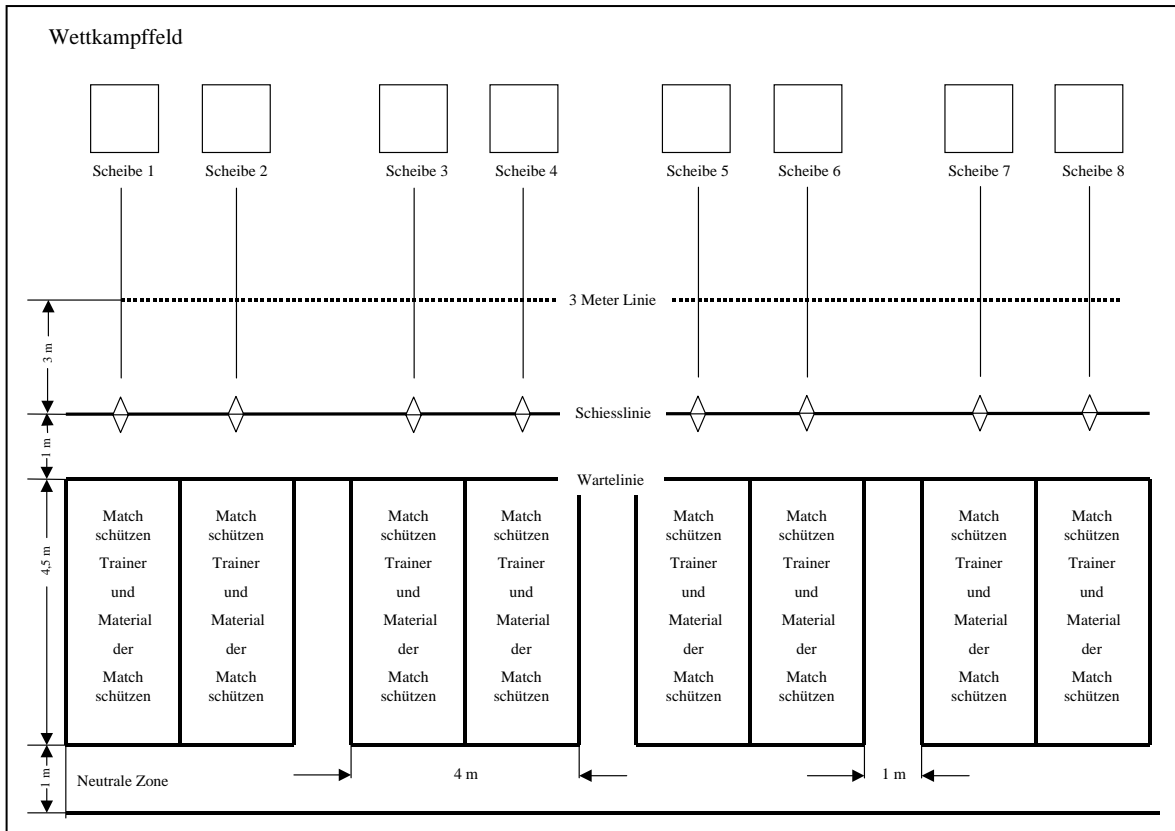 Wettkampffeld
Scheibe 1 Scheibe 2 Scheibe 3 Scheibe 4 Scheibe 5 Scheibe 6 Scheibe 7 Scheibe 8
3 Meter Linie
3 m
Schiesslinie
1 m
Wartelinie
4,5 m
Match
schützen
Trainer
und
Material
der
Match
schützen
Match
schützen
Trainer
und
Material
der
Match
schützen
Match
schützen
Trainer
und
Material
der
Match
schützen
Match
schützen
Trainer
und
Material
der
Match
schützen
Match
schützen
Trainer
und
Material
der
Match
schützen
Match
schützen
Trainer
und
Material
der
Match
schützen
Match
schützen
Trainer
und
Material
der
Match
schützen
Match
schützen
Trainer
und
Material
der
Match
schützen
1 m
Neutrale Zone
4 m
1 m